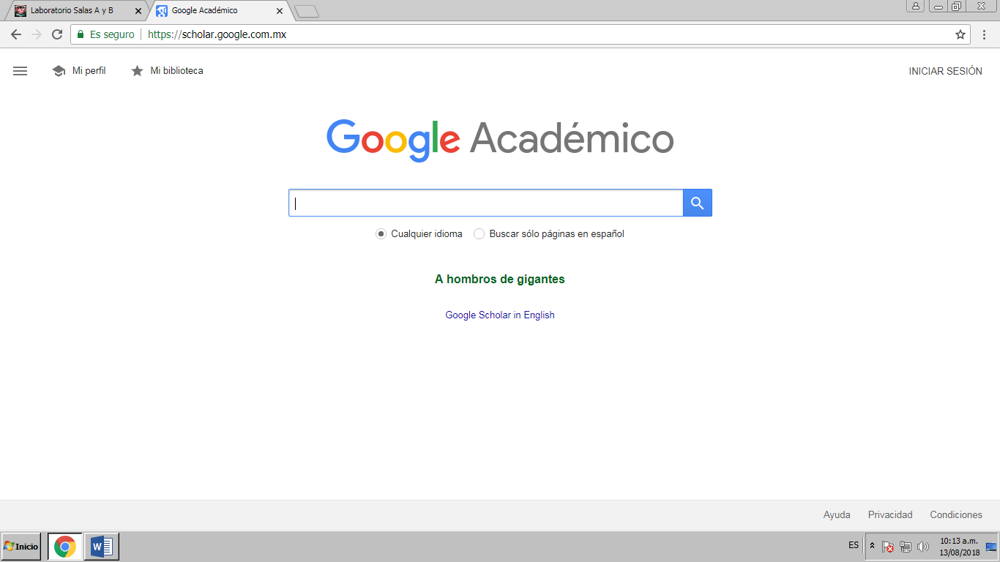 Laboratorio Salas A y B
Google Académico
Es seguro
https://scholar.google.com.mx
Mi perfil
Mi biblioteca
INICIAR SESIÓN
Google Académico
Cualquier idioma
Buscar sólo páginas en español
A hombros de gigantes
Google Scholar in English
Ayuda
Privacidad
Condiciones
Inicio
ES
10:13 a.m.
13/08/2018